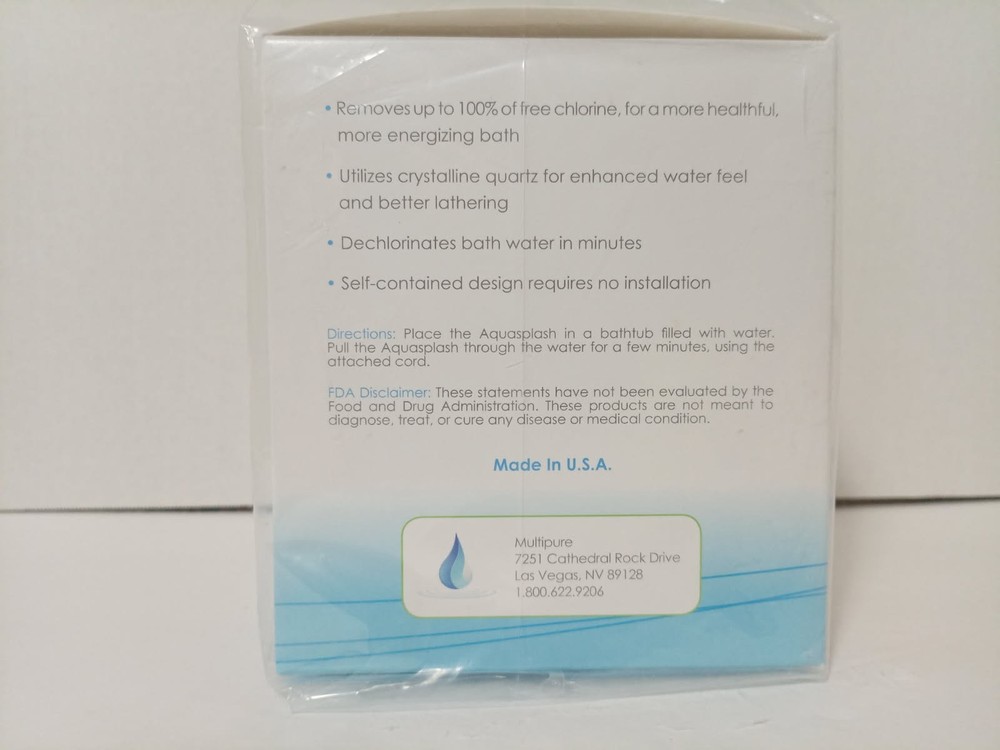 • Removes up to 100% of free chlorine, for a more healthful,
more energizing bath
• Utilizes crystalline quartz for enhanced water feel
and better lathering
• Dechlorinates bath water in minutes
• Self-contained design requires no installation
Directions: Place the Aquasplash in a bathtub filled with water.
Pull the Aquasplash through the water for a few minutes, using the
attached cord.
FDA Disclaimer: These statements have not been evaluated by the
Food and Drug Administration. These products are not meant to
diagnose, treat, or cure any disease or medical condition.
Made In U.S.A.
Multipure
7251 Cathedral Rock Drive
Las Vegas, NV 89128
1.800.622.9206